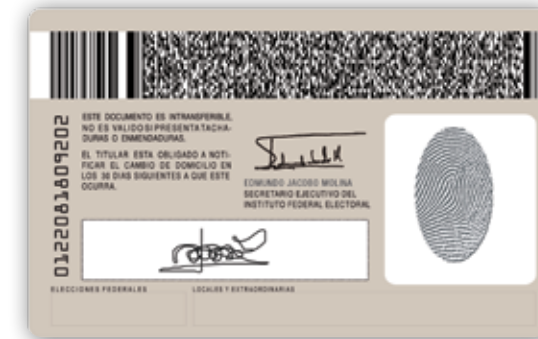 0122081809202
ESTE DOCUMENTO ES INTRANSFERIBLE,
NO ES VALIDO SI PRESENTA TACHA-
DURAS O ENMENDADURAS.
EL TITULAR ESTA OBLIGADO A NOTI-
FICAR EL CAMBIO DE DOMICILIO EN
LOS 30 DIAS SIGUIENTES A QUE ESTE
OCURRA.
EDMUNDO JACOBO MOLINA
SECRETARIO EJECUTIVO DEL
INSTITUTO FEDERAL ELECTORAL
ELECCIONES FEDERALES
LOCALES Y EXTRAORDINARIAS